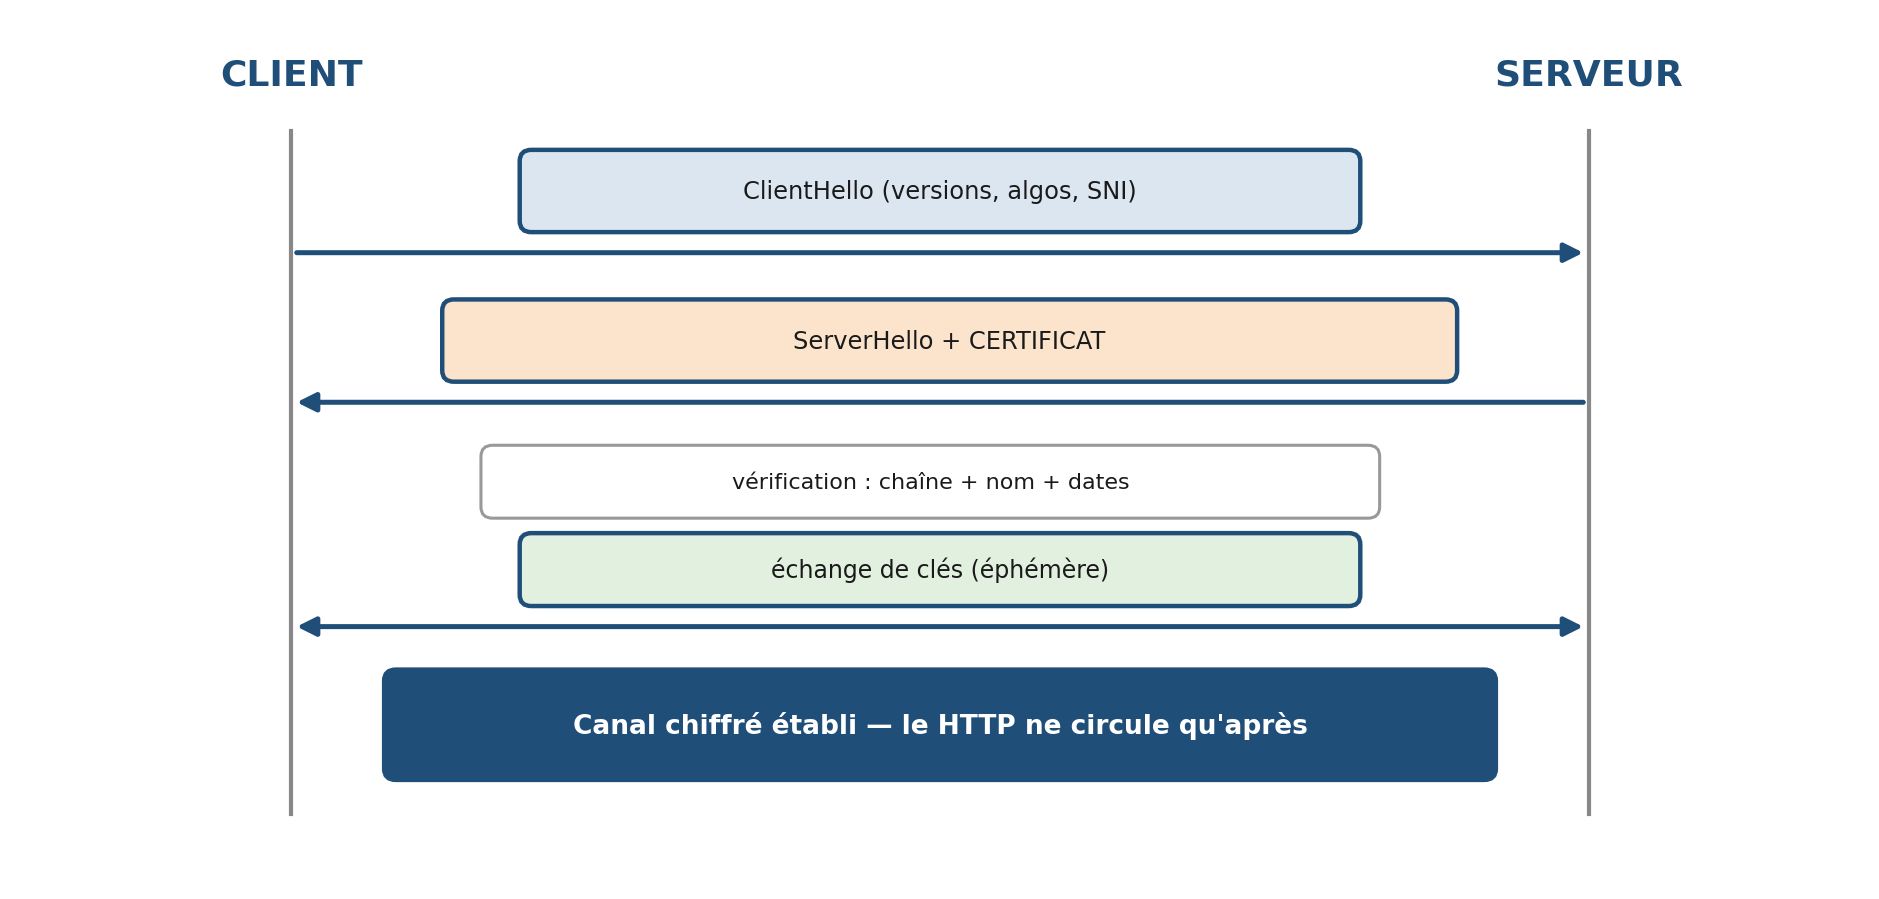 CLIENT
SERVEUR
ClientHello (versions, algos, SNI)
ServerHello + CERTIFICAT
vérification : chaîne + nom + dates
échange de clés (éphémère)
Canal chiffré établi — le HTTP ne circule qu'après